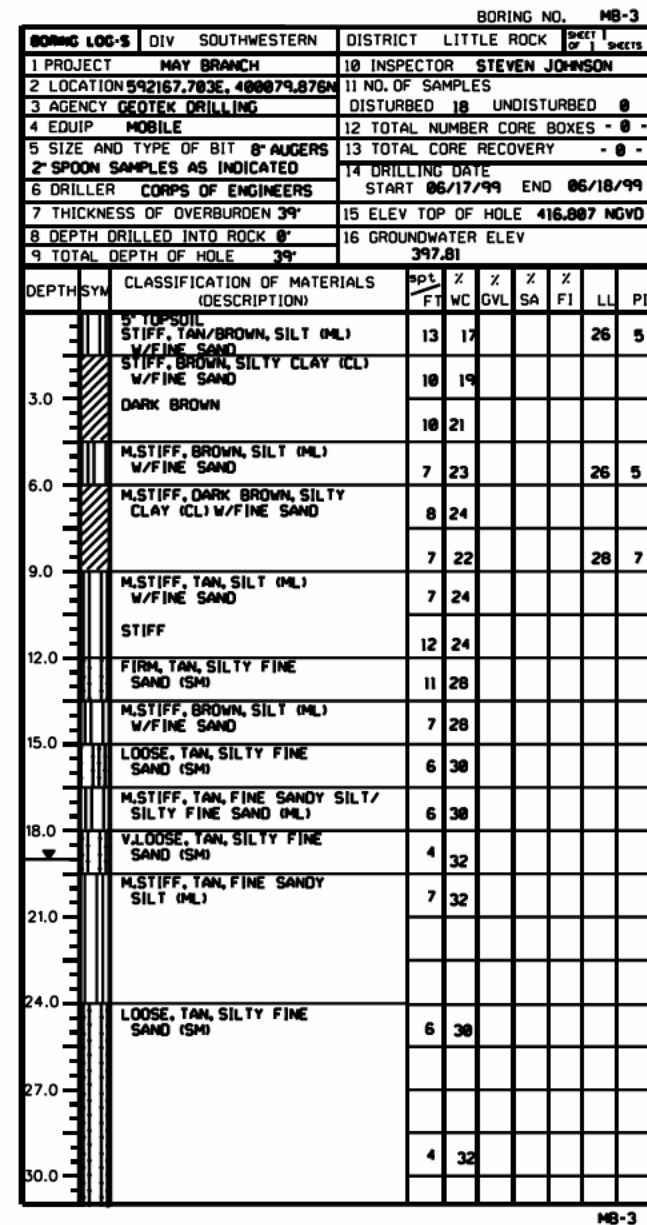 BORING NO. MB-3
BORING LOG-S DIV SOUTHWESTERN DISTRICT LITTLE ROCK SHEET 1 OF 1 SHEETS
1 PROJECT MAY BRANCH
10 INSPECTOR STEVEN JOHNSON
2 LOCATION 592167.703E, 400079.876N
11 NO. OF SAMPLES
3 AGENCY GEOTEK DRILLING
DISTURBED 18 UNDISTURBED 0
4 EQUIP MOBILE
12 TOTAL NUMBER CORE BOXES - 0 -
5 SIZE AND TYPE OF BIT 8" AUGERS
13 TOTAL CORE RECOVERY - 0 -
2" SPOON SAMPLES AS INDICATED
14 DRILLING DATE
START 06/17/99 END 06/18/99
6 DRILLER CORPS OF ENGINEERS
7 THICKNESS OF OVERBURDEN 39'
15 ELEV TOP OF HOLE 416.807 NGVD
8 DEPTH DRILLED INTO ROCK 0'
16 GROUNDWATER ELEV
9 TOTAL DEPTH OF HOLE 39'
397.81
DEPTH SYM CLASSIFICATION OF MATERIALS (DESCRIPTION) spt/FT % WC % GVL % SA % FI LL PI
5" TOPSOIL
STIFF, TAN/BROWN, SILT (ML) 13 17 26 5
W/FINE SAND
STIFF, BROWN, SILTY CLAY (CL)
W/FINE SAND 10 19
3.0
DARK BROWN
10 21
M.STIFF, BROWN, SILT (ML)
W/FINE SAND 7 23 26 5
6.0
M.STIFF, DARK BROWN, SILTY
CLAY (CL) W/FINE SAND 8 24
7 22 28 7
9.0
M.STIFF, TAN, SILT (ML)
W/FINE SAND 7 24
STIFF
12 24
12.0
FIRM, TAN, SILTY FINE
SAND (SM) 11 28
M.STIFF, BROWN, SILT (ML)
W/FINE SAND 7 28
15.0
LOOSE, TAN, SILTY FINE
SAND (SM) 6 30
M.STIFF, TAN, FINE SANDY SILT/
SILTY FINE SAND (ML) 6 30
18.0
V.LOOSE, TAN, SILTY FINE
SAND (SM) 4 32
M.STIFF, TAN, FINE SANDY
SILT (ML) 7 32
21.0
24.0
LOOSE, TAN, SILTY FINE
SAND (SM) 6 30
27.0
4 32
30.0
MB-3